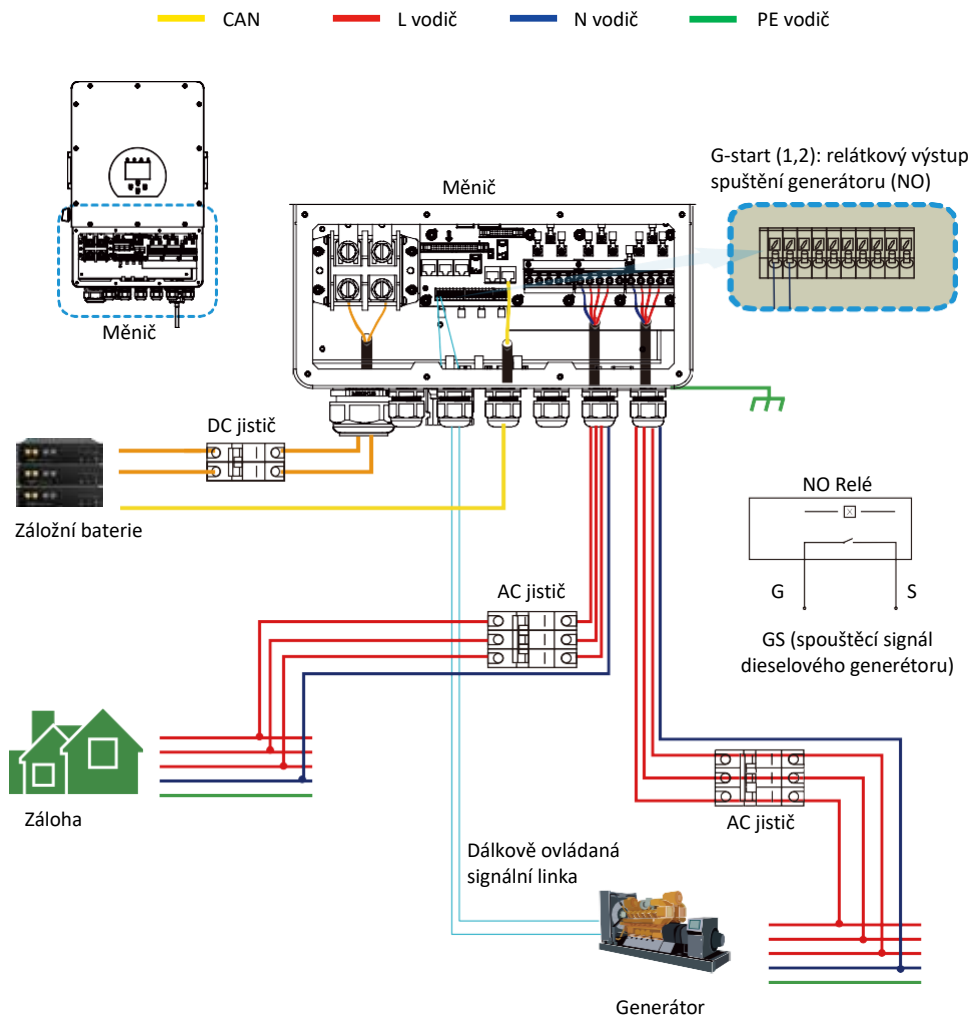 CAN
L vodič
N vodič
PE vodič
G-start (1,2): relátkový výstup
spuštění generátoru (NO)
Měnič
Měnič
DC jistič
Záložní baterie
NO Relé
G
S
GS (spouštěcí signál
dieselového generétoru)
AC jistič
Záloha
AC jistič
Dálkově ovládaná
signální linka
Generátor